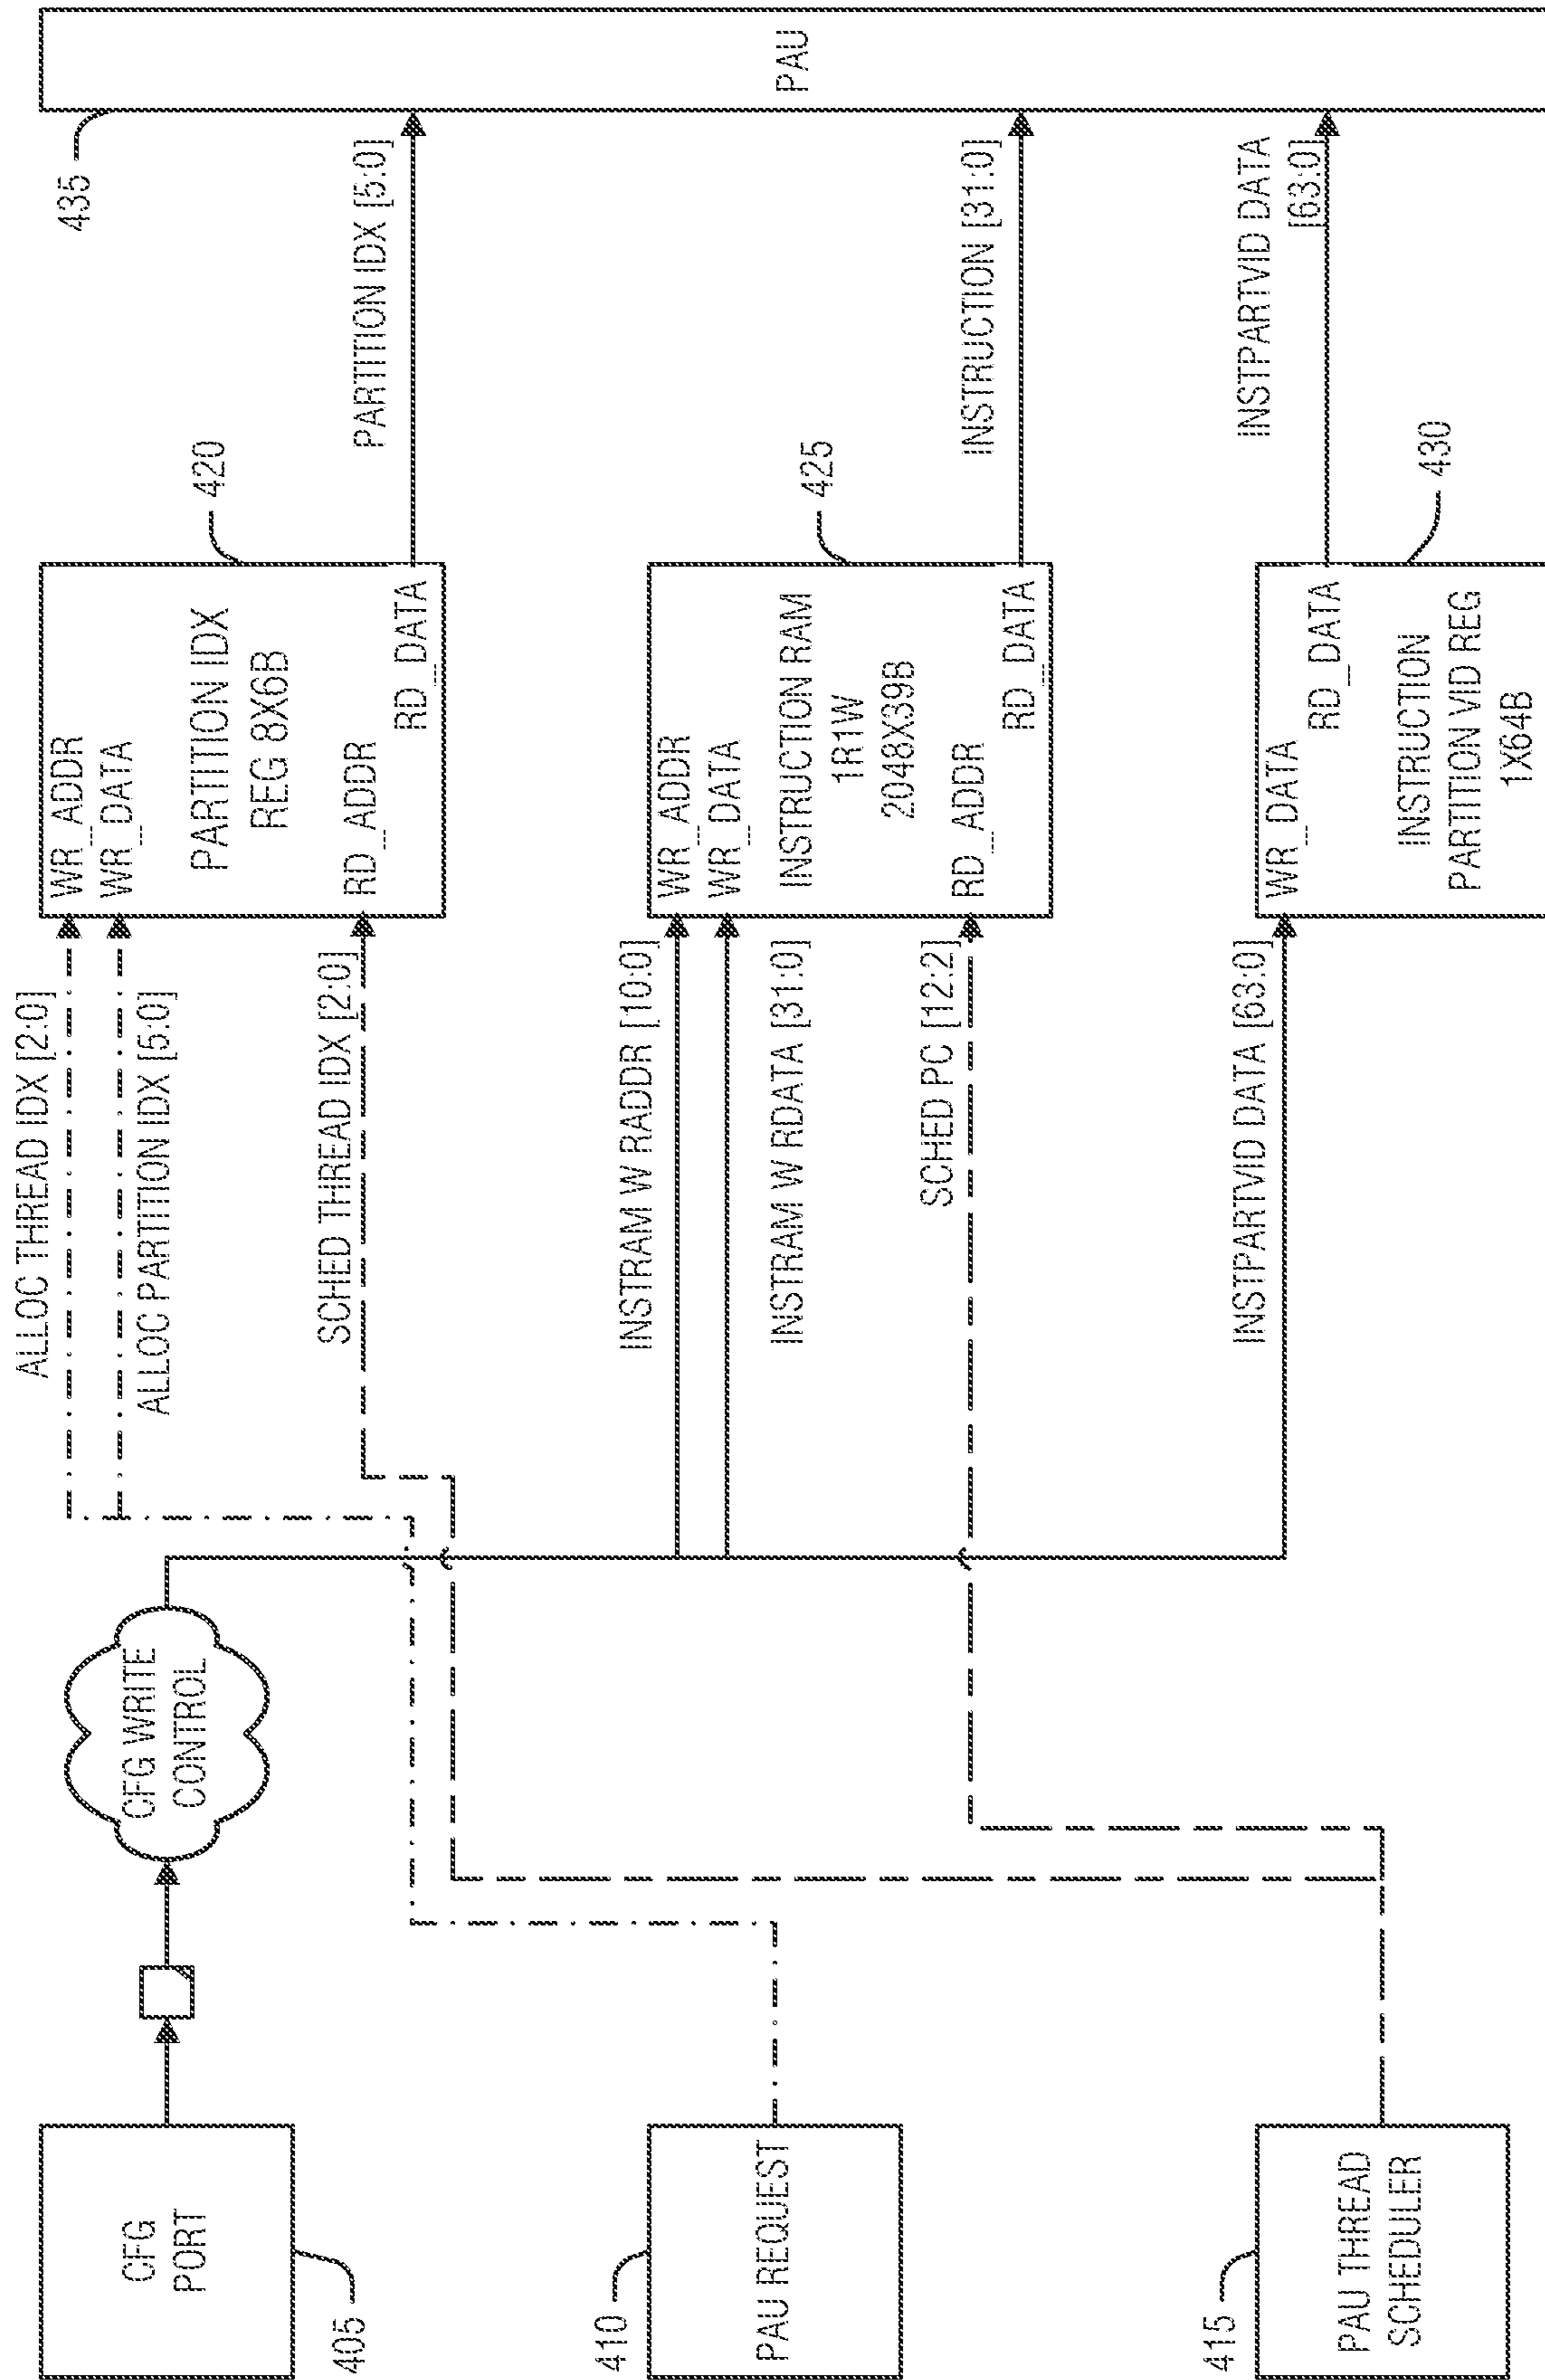 CFG
PORT
405
CFG WRITE
CONTROL
PAU REQUEST
410
PAU THREAD
SCHEDULER
415
ALLOC THREAD IDX [2:0]
ALLOC PARTITION IDX [5:0]
SCHED THREAD IDX [2:0]
INSTRAM W RADDR [10:0]
INSTRAM W RDATA [31:0]
SCHED PC [12:2]
INSTPARTVID DATA [63:0]
WR_ADDR
WR_DATA
PARTITION IDX
REG 8X6B
RD_ADDR
RD_DATA
420
WR_ADDR
WR_DATA
INSTRUCTION RAM
1R1W
2048X39B
RD_ADDR
RD_DATA
425
WR_DATA
RD_DATA
INSTRUCTION
PARTITION VID REG
1X64B
430
PARTITION IDX [5:0]
INSTRUCTION [31:0]
INSTPARTVID DATA
[63:0]
435
PAU